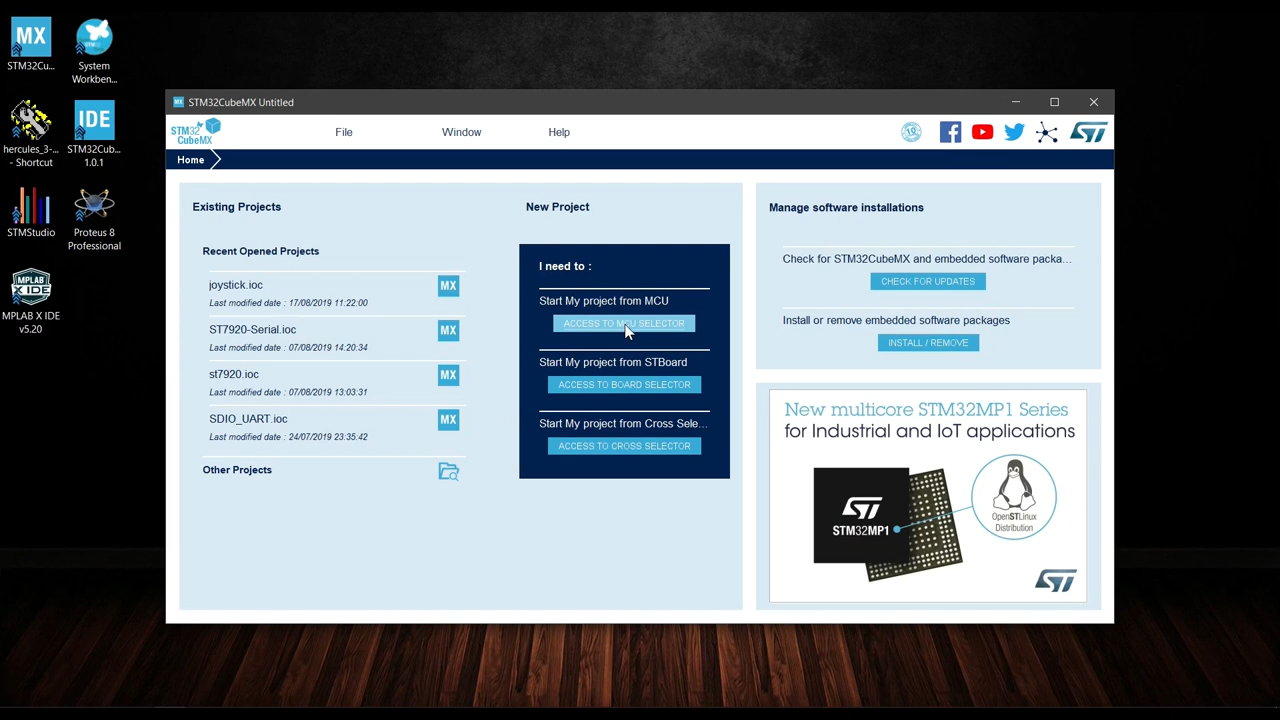 MX
STM32Cu...
System
Workben...
hercules_3-...
- Shortcut
IDE
STM32Cub...
1.0.1
STMStudio
Proteus 8
Professional
MPLAB
X IDE
MPLAB X IDE
v5.20
MX STM32CubeMX Untitled
STM32
CubeMX
File
Window
Help
Home
Existing Projects
Recent Opened Projects
joystick.ioc
Last modified date : 17/08/2019 11:22:00
MX
ST7920-Serial.ioc
Last modified date : 07/08/2019 14:20:34
MX
st7920.ioc
Last modified date : 07/08/2019 13:03:31
MX
SDIO_UART.ioc
Last modified date : 24/07/2019 23:35:42
MX
Other Projects
New Project
I need to :
Start My project from MCU
ACCESS TO MCU SELECTOR
Start My project from STBoard
ACCESS TO BOARD SELECTOR
Start My project from Cross Sele...
ACCESS TO CROSS SELECTOR
Manage software installations
Check for STM32CubeMX and embedded software packa...
CHECK FOR UPDATES
Install or remove embedded software packages
INSTALL / REMOVE
New multicore STM32MP1 Series
for Industrial and IoT applications
STM32MP1
OpenSTLinux
Distribution